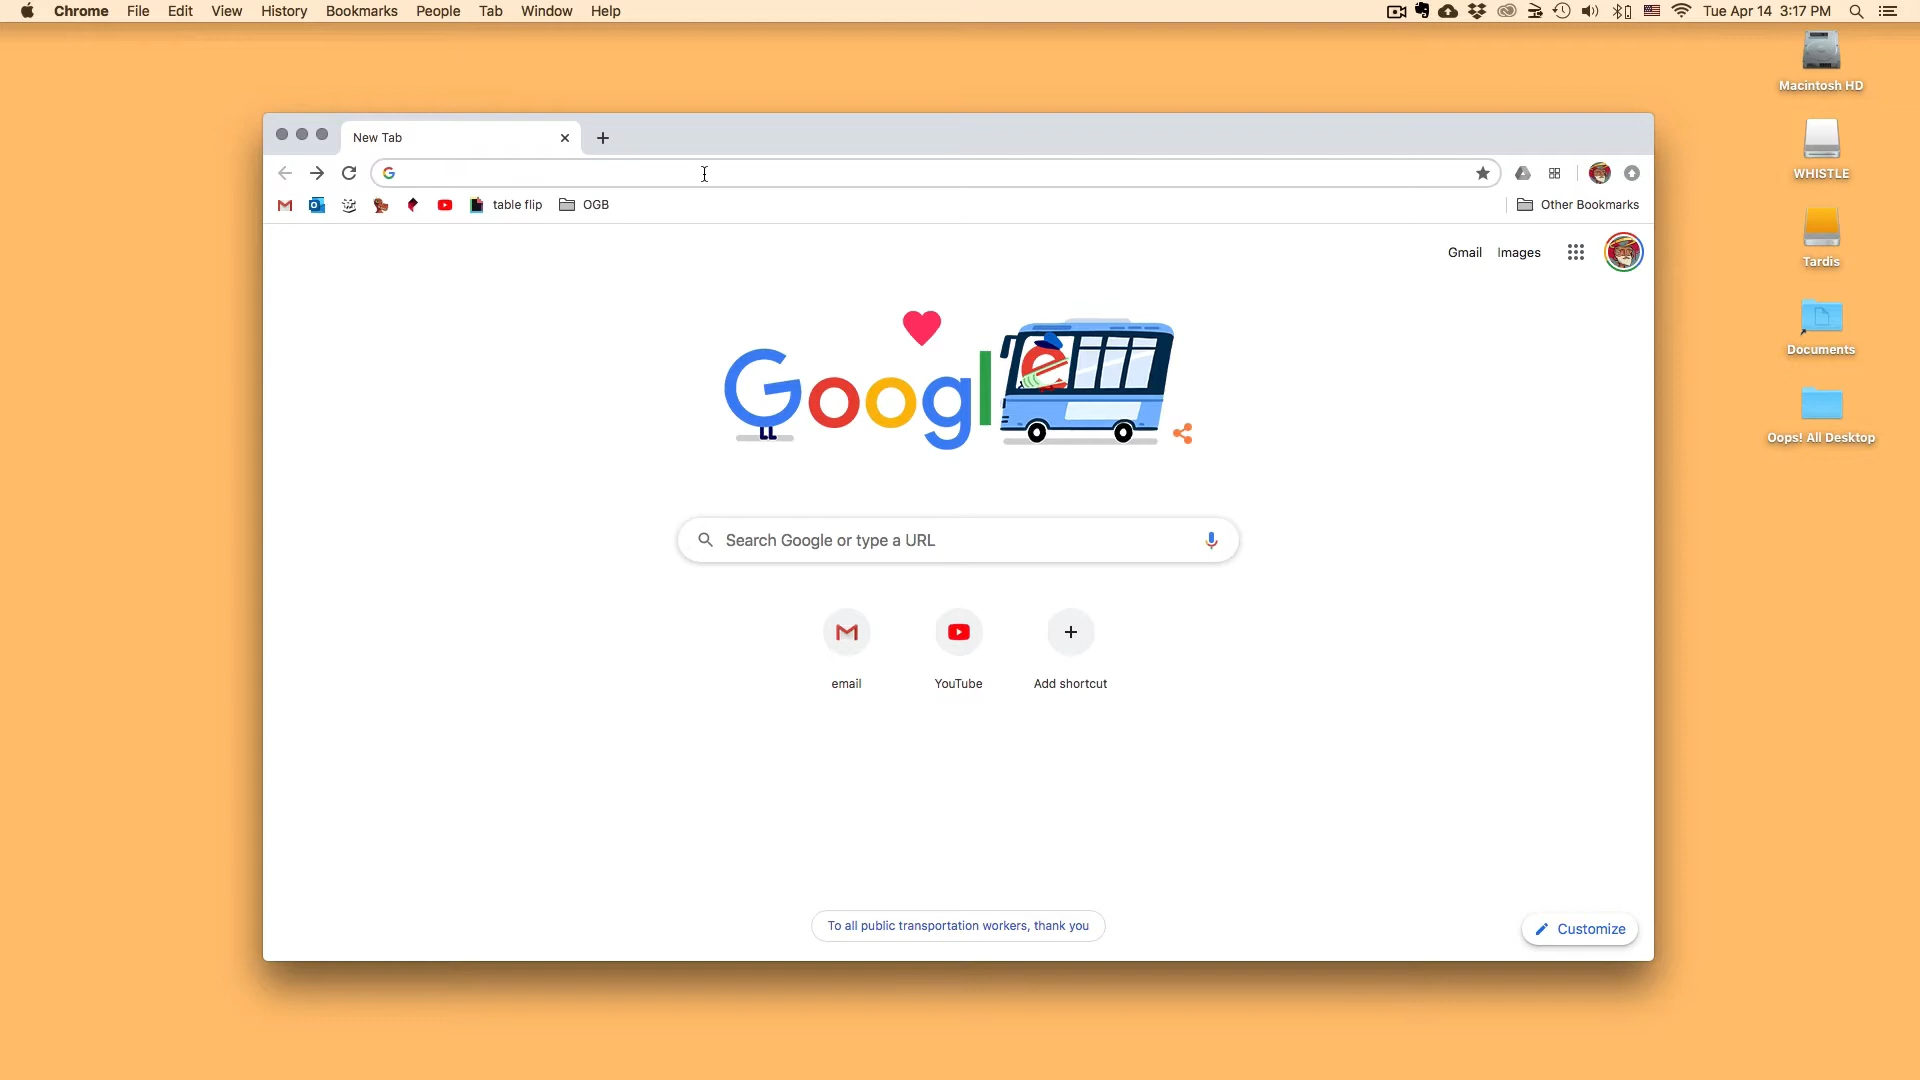 Chrome File Edit View History Bookmarks People Tab Window Help
Tue Apr 14 3:17 PM
Macintosh HD
WHISTLE
Tardis
Documents
Oops! All Desktop
New Tab
table flip
OGB
Other Bookmarks
Gmail Images
Google
Search Google or type a URL
email
YouTube
Add shortcut
To all public transportation workers, thank you
Customize